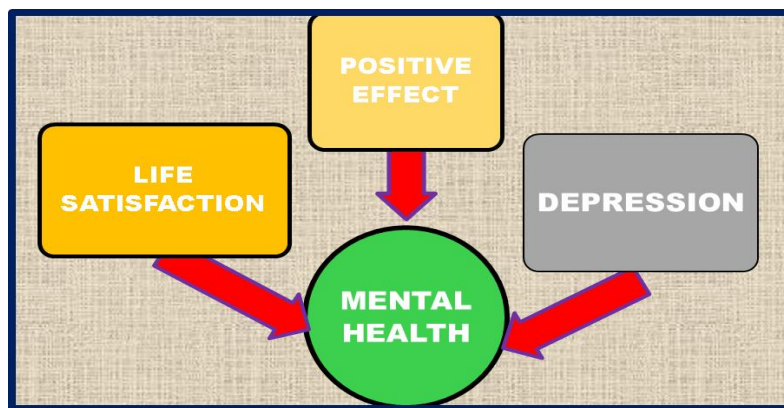 POSITIVE
EFFECT
LIFE
SATISFACTION
DEPRESSION
MENTAL
HEALTH